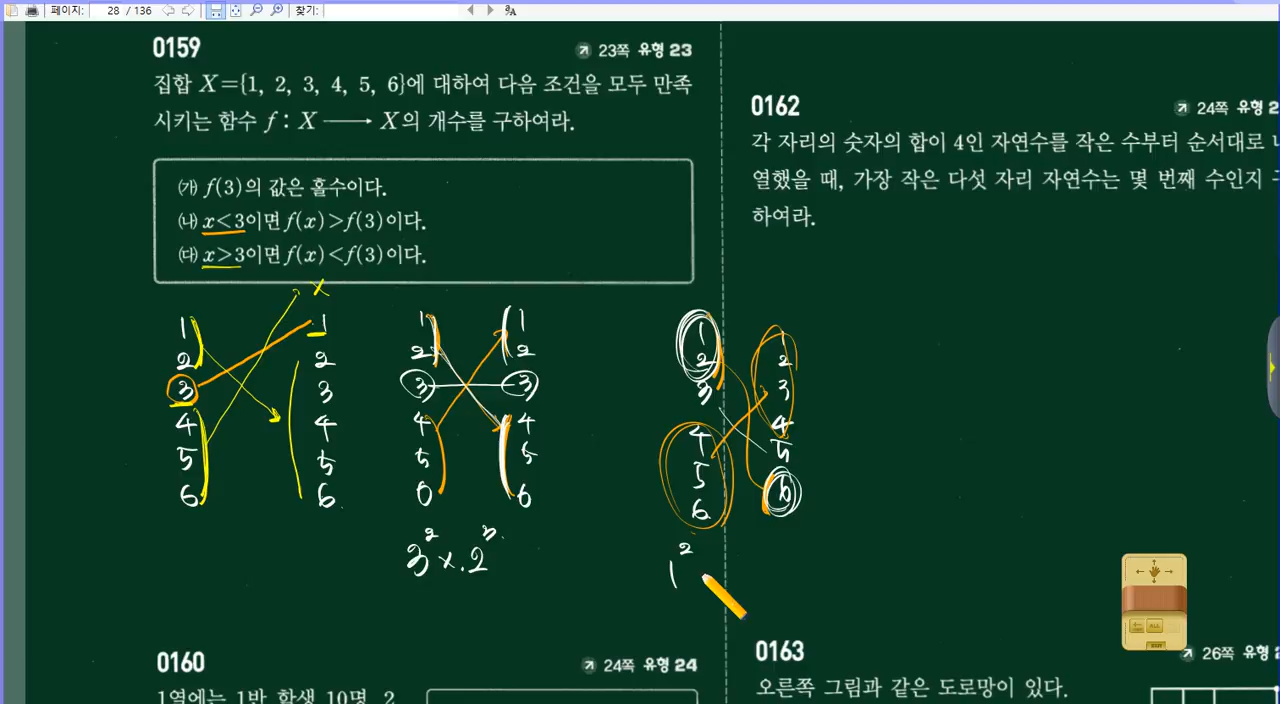 페이지: 28 / 136 찾기:
0159
23쪽 유형 23
집합 X={1, 2, 3, 4, 5, 6}에 대하여 다음 조건을 모두 만족
시키는 함수 f : X ⟶ X의 개수를 구하여라.
㈎ f(3)의 값은 홀수이다.
㈏ x<3이면 f(x)>f(3)이다.
㈐ x>3이면 f(x)<f(3)이다.
x
1 1
2 2
3 3
4 4
5 5
6 6
1 1
2 2
3 3
4 4
5 5
6 6
3² × 2³
1 1
2 2
3 3
4 4
5 5
6 6
1²
0160
24쪽 유형 24
1열에는 1반 학생 10명, 2
0162
24쪽 유형
각 자리의 숫자의 합이 4인 자연수를 작은 수부터 순서대로
열했을 때, 가장 작은 다섯 자리 자연수는 몇 번째 수인지
하여라.
0163
26쪽 유형
오른쪽 그림과 같은 도로망이 있다.